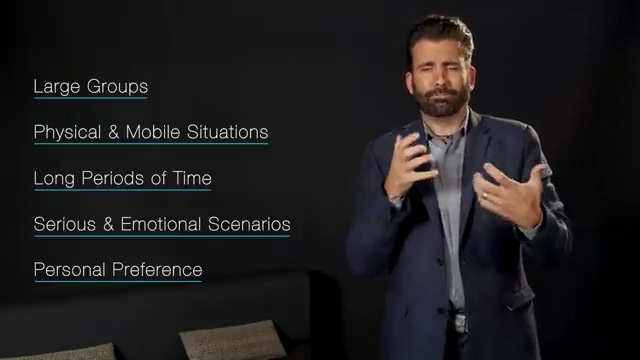 Large Groups
Physical & Mobile Situations
Long Periods of Time
Serious & Emotional Scenarios
Personal Preference